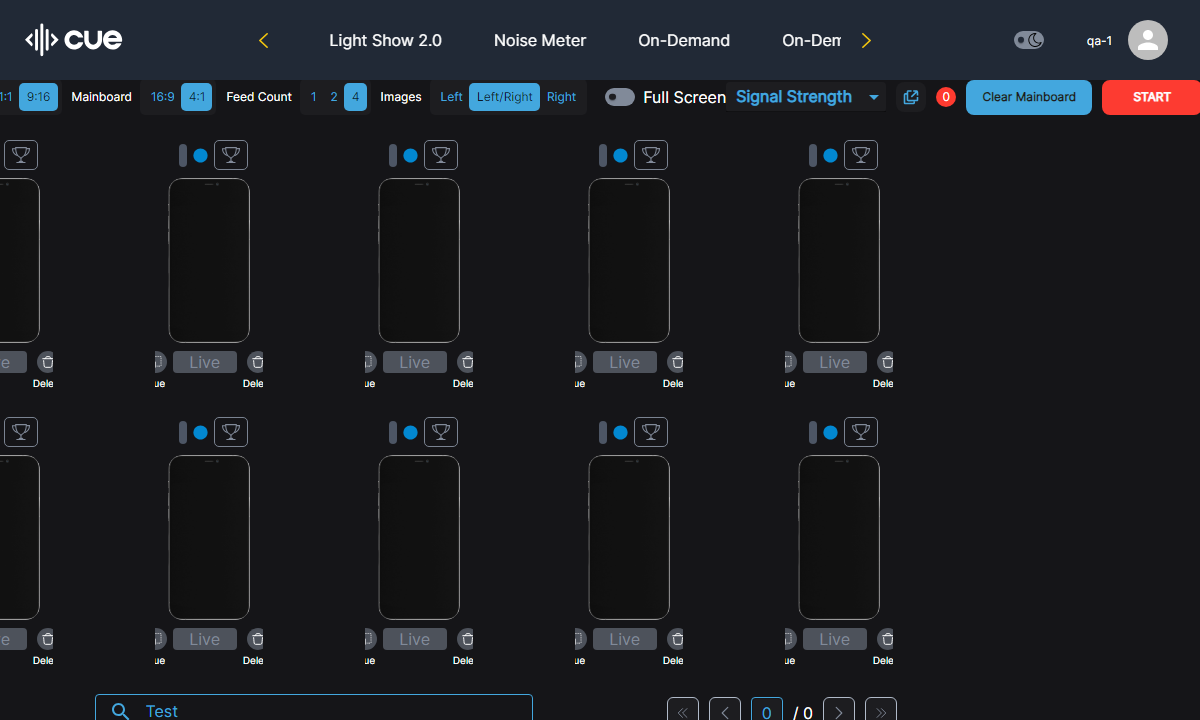 cue
Light Show 2.0
Noise Meter
On-Demand
On-Dem
qa-1
1:1 9:16 Mainboard 16:9 4:1 Feed Count 1 2 4 Images Left Left/Right Right Full Screen Signal Strength 0 Clear Mainboard START
e Live Live Live Live
Dele ue Dele ue Dele ue Dele ue Dele
e Live Live Live Live
Dele ue Dele ue Dele ue Dele ue Dele
Test « < 0 / 0 > »